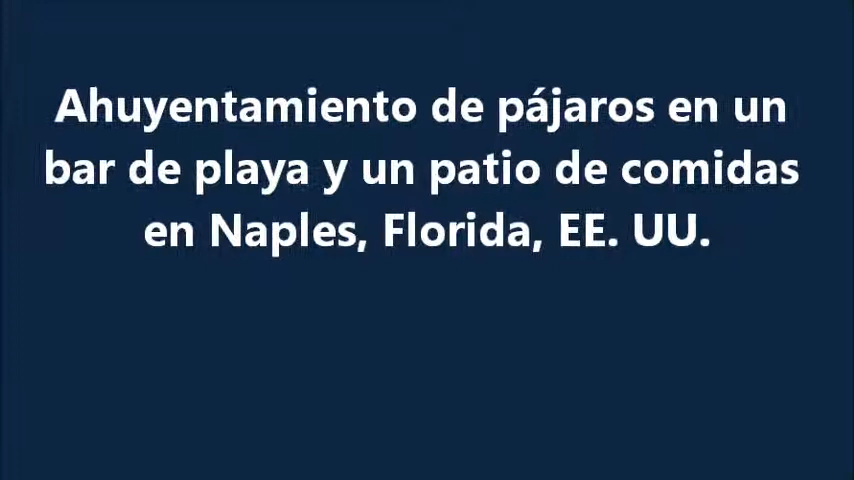 Ahuyentamiento de pájaros en un
bar de playa y un patio de comidas
en Naples, Florida, EE. UU.